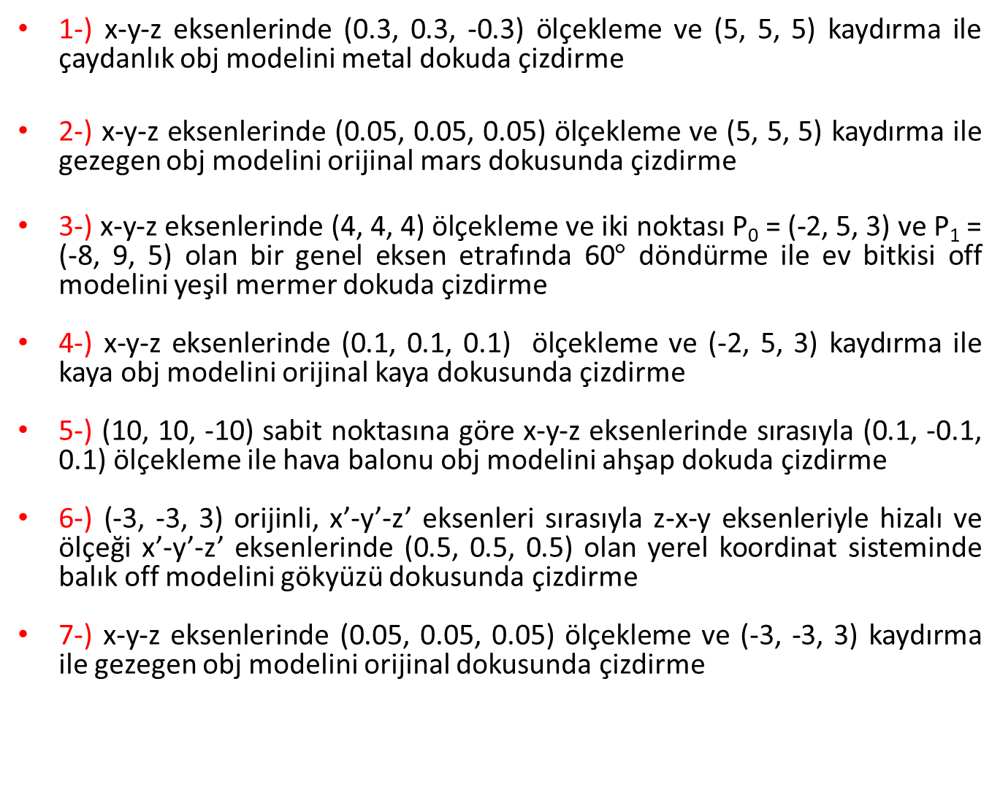 • 1-) x-y-z eksenlerinde (0.3, 0.3, -0.3) ölçekleme ve (5, 5, 5) kaydırma ile
çaydanlık obj modelini metal dokuda çizdirme
• 2-) x-y-z eksenlerinde (0.05, 0.05, 0.05) ölçekleme ve (5, 5, 5) kaydırma ile
gezegen obj modelini orijinal mars dokusunda çizdirme
• 3-) x-y-z eksenlerinde (4, 4, 4) ölçekleme ve iki noktası P₀ = (-2, 5, 3) ve P₁ =
(-8, 9, 5) olan bir genel eksen etrafında 60° döndürme ile ev bitkisi off
modelini yeşil mermer dokuda çizdirme
• 4-) x-y-z eksenlerinde (0.1, 0.1, 0.1) ölçekleme ve (-2, 5, 3) kaydırma ile
kaya obj modelini orijinal kaya dokusunda çizdirme
• 5-) (10, 10, -10) sabit noktasına göre x-y-z eksenlerinde sırasıyla (0.1, -0.1,
0.1) ölçekleme ile hava balonu obj modelini ahşap dokuda çizdirme
• 6-) (-3, -3, 3) orijinli, x’-y’-z’ eksenleri sırasıyla z-x-y eksenleriyle hizalı ve
ölçeği x’-y’-z’ eksenlerinde (0.5, 0.5, 0.5) olan yerel koordinat sisteminde
balık off modelini gökyüzü dokusunda çizdirme
• 7-) x-y-z eksenlerinde (0.05, 0.05, 0.05) ölçekleme ve (-3, -3, 3) kaydırma
ile gezegen obj modelini orijinal dokusunda çizdirme